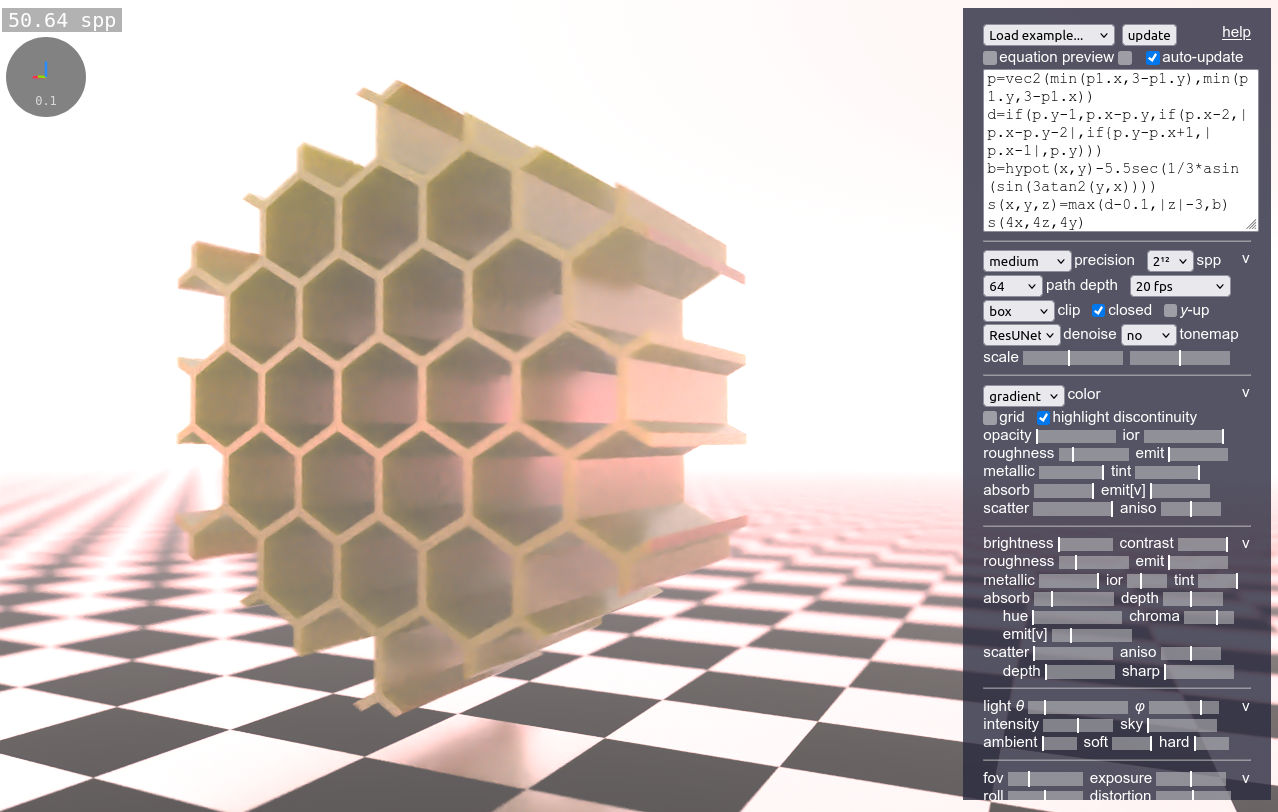 50.64 spp
0.1
Load example... update help
equation preview auto-update
p=vec2(min(p1.x,3-p1.y),min(p
1.y,3-p1.x))
d=if(p.y-1,p.x-p.y,if(p.x-2,|
p.x-p.y-2|,if(p.y-p.x+1,|
p.x-1|,p.y)))
b=hypot(x,y)-5.5sec(1/3*asin
(sin(3atan2(y,x))))
s(x,y,z)=max(d-0.1,|z|-3,b)
s(4x,4z,4y)
medium precision 2¹² spp v
64 path depth 20 fps
box clip closed y-up
ResUNet denoise no tonemap
scale
gradient color v
grid highlight discontinuity
opacity ior
roughness emit
metallic tint
absorb emit[v]
scatter aniso
brightness contrast v
roughness emit
metallic ior tint
absorb depth
hue chroma
emit[v]
scatter aniso
depth sharp
light θ φ v
intensity sky
ambient soft hard
fov exposure v
roll distortion